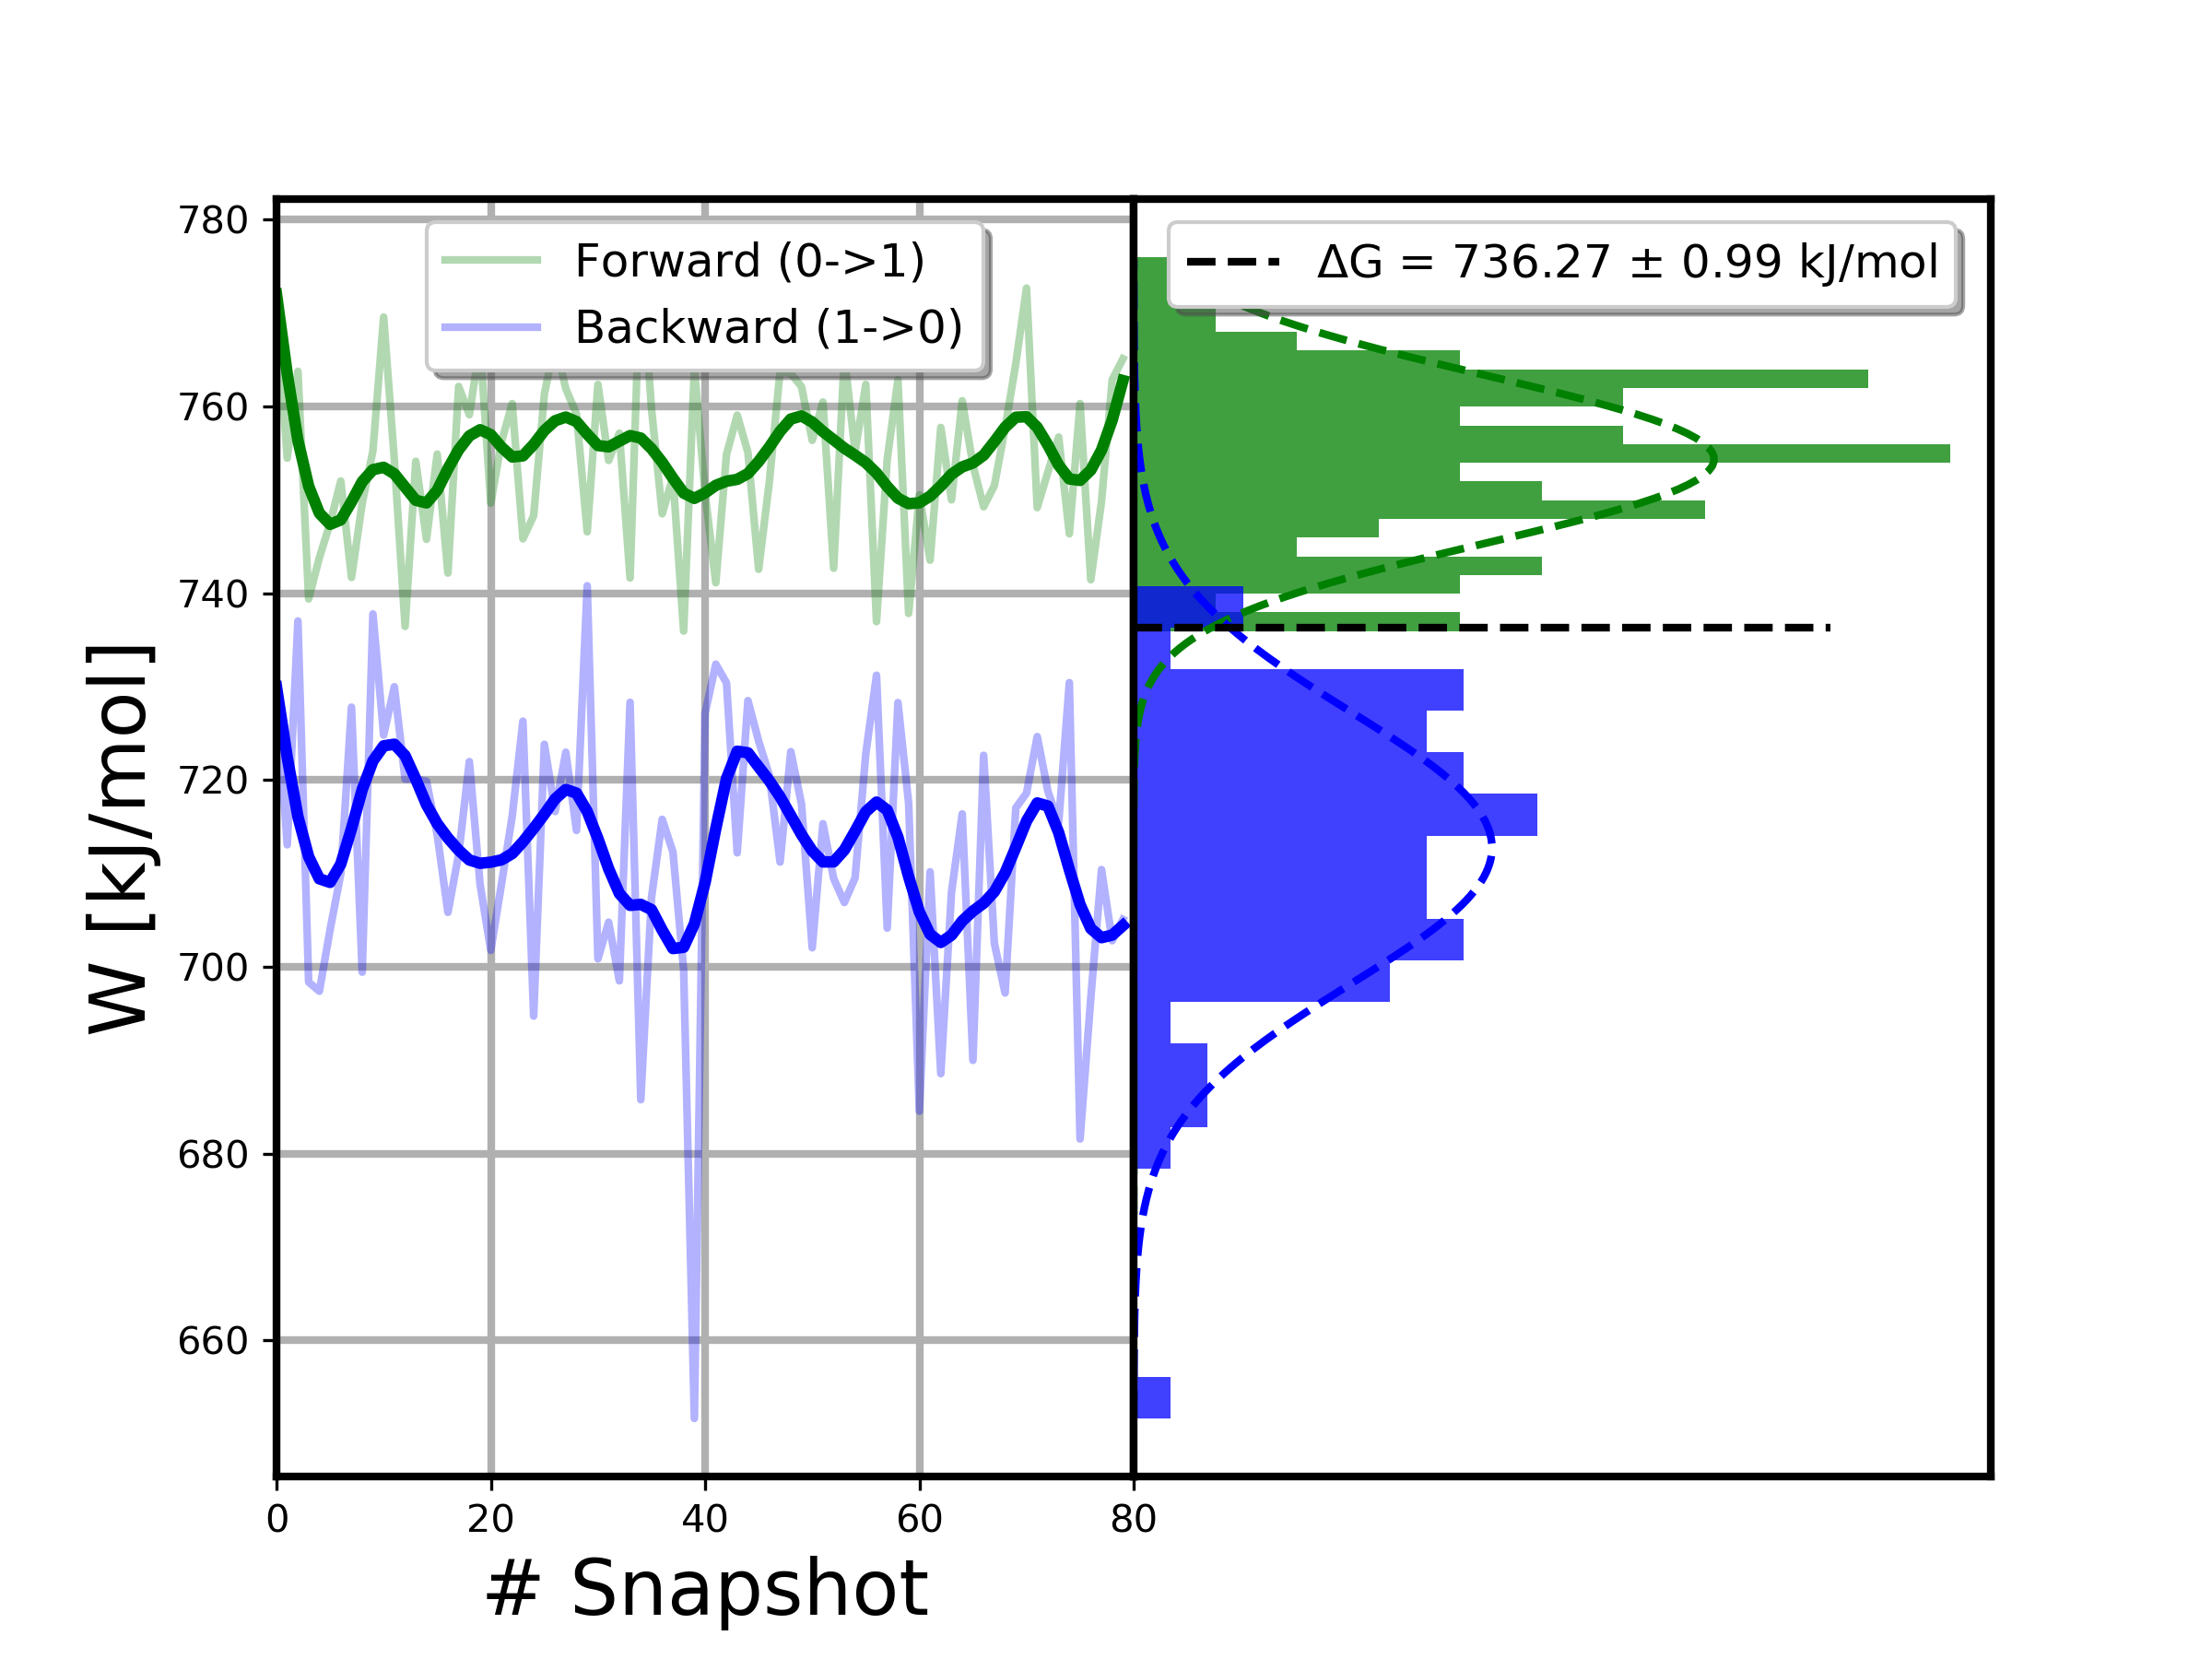 780
760
740
720
700
680
660
W [kJ/mol]
Forward (0->1)
Backward (1->0)
ΔG = 736.27 ± 0.99 kJ/mol
0 20 40 60 80
# Snapshot